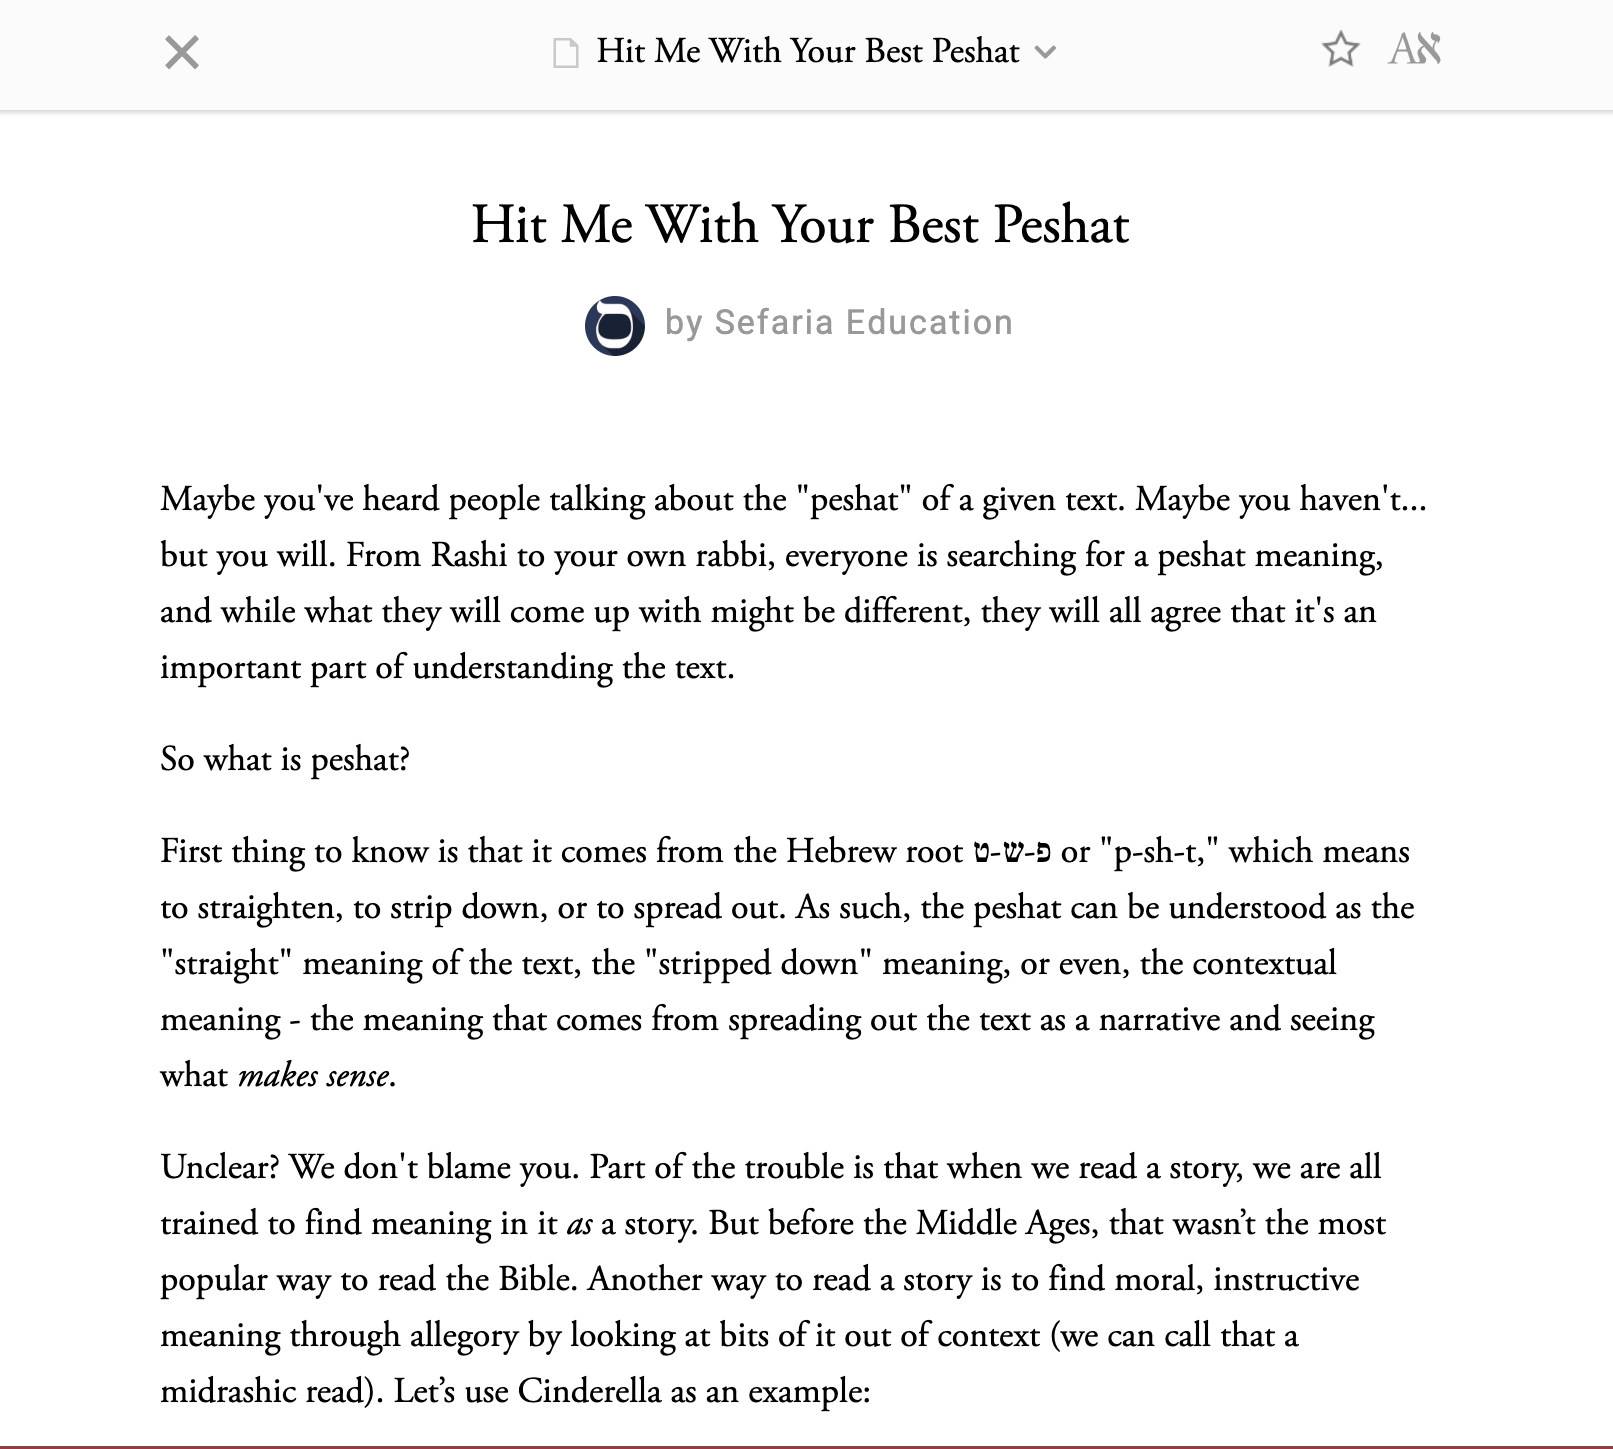 Hit Me With Your Best Peshat
Aא
Hit Me With Your Best Peshat
ס
by Sefaria Education
Maybe you've heard people talking about the "peshat" of a given text. Maybe you haven't...
but you will. From Rashi to your own rabbi, everyone is searching for a peshat meaning,
and while what they will come up with might be different, they will all agree that it's an
important part of understanding the text.
So what is peshat?
First thing to know is that it comes from the Hebrew root פ-ש-ט or "p-sh-t," which means
to straighten, to strip down, or to spread out. As such, the peshat can be understood as the
"straight" meaning of the text, the "stripped down" meaning, or even, the contextual
meaning - the meaning that comes from spreading out the text as a narrative and seeing
what makes sense.
Unclear? We don't blame you. Part of the trouble is that when we read a story, we are all
trained to find meaning in it as a story. But before the Middle Ages, that wasn’t the most
popular way to read the Bible. Another way to read a story is to find moral, instructive
meaning through allegory by looking at bits of it out of context (we can call that a
midrashic read). Let’s use Cinderella as an example: